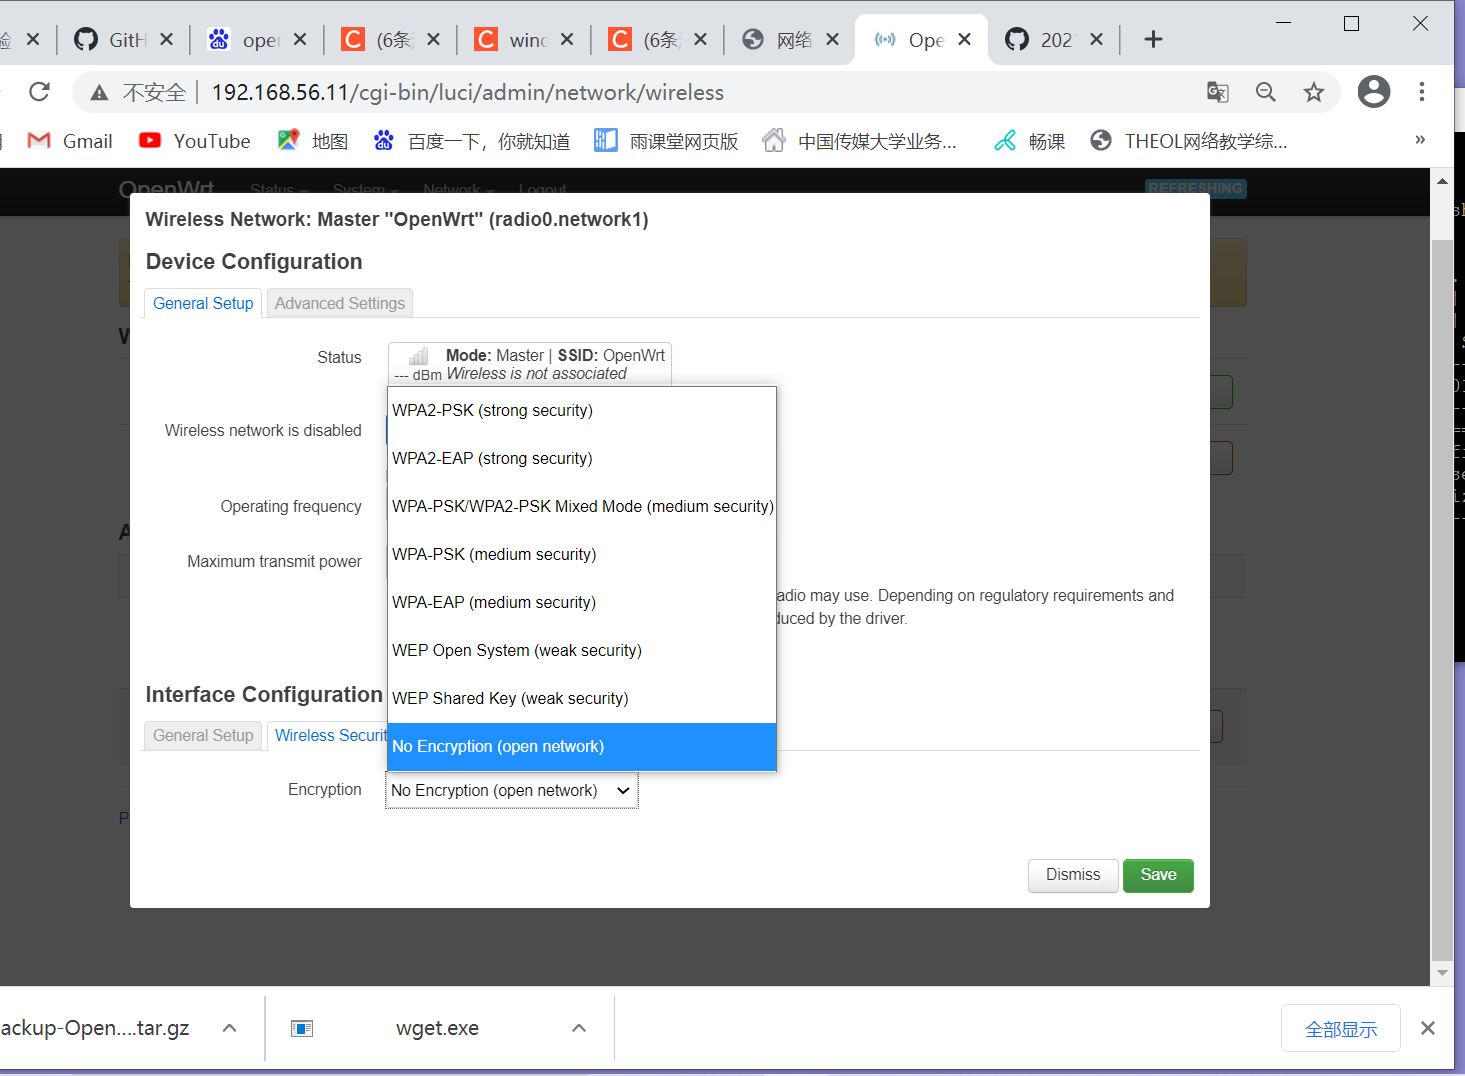 验
GitH
oper
(6条
wind
(6条
网络
Ope
202
不安全
192.168.56.11/cgi-bin/luci/admin/network/wireless
Gmail
YouTube
地图
百度一下，你就知道
雨课堂网页版
中国传媒大学业务...
畅课
THEOL网络教学综...
»
OpenWrt
Status
System
Network
Logout
REFRESHING
Wireless Network: Master "OpenWrt" (radio0.network1)
Device Configuration
General Setup
Advanced Settings
Status
Mode: Master | SSID: OpenWrt
--- dBm Wireless is not associated
WPA2-PSK (strong security)
Wireless network is disabled
WPA2-EAP (strong security)
Operating frequency
WPA-PSK/WPA2-PSK Mixed Mode (medium security)
Maximum transmit power
WPA-PSK (medium security)
WPA-EAP (medium security)
adio may use. Depending on regulatory requirements and
duced by the driver.
WEP Open System (weak security)
WEP Shared Key (weak security)
No Encryption (open network)
Interface Configuration
General Setup
Wireless Securit
Encryption
No Encryption (open network)
Dismiss
Save
ackup-Open....tar.gz
wget.exe
全部显示